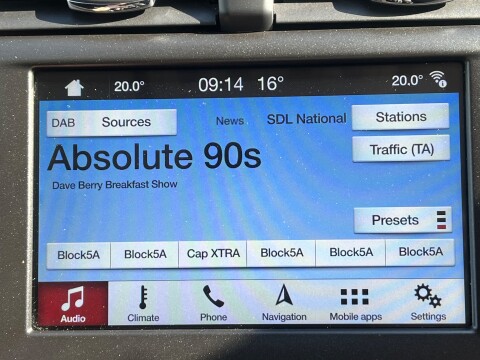 20.0° 09:14 16° 20.0°
DAB Sources News SDL National Stations
Absolute 90s
Traffic (TA)
Dave Berry Breakfast Show
Presets
Block5A Block5A Cap XTRA Block5A Block5A Block5A
Audio Climate Phone Navigation Mobile apps Settings